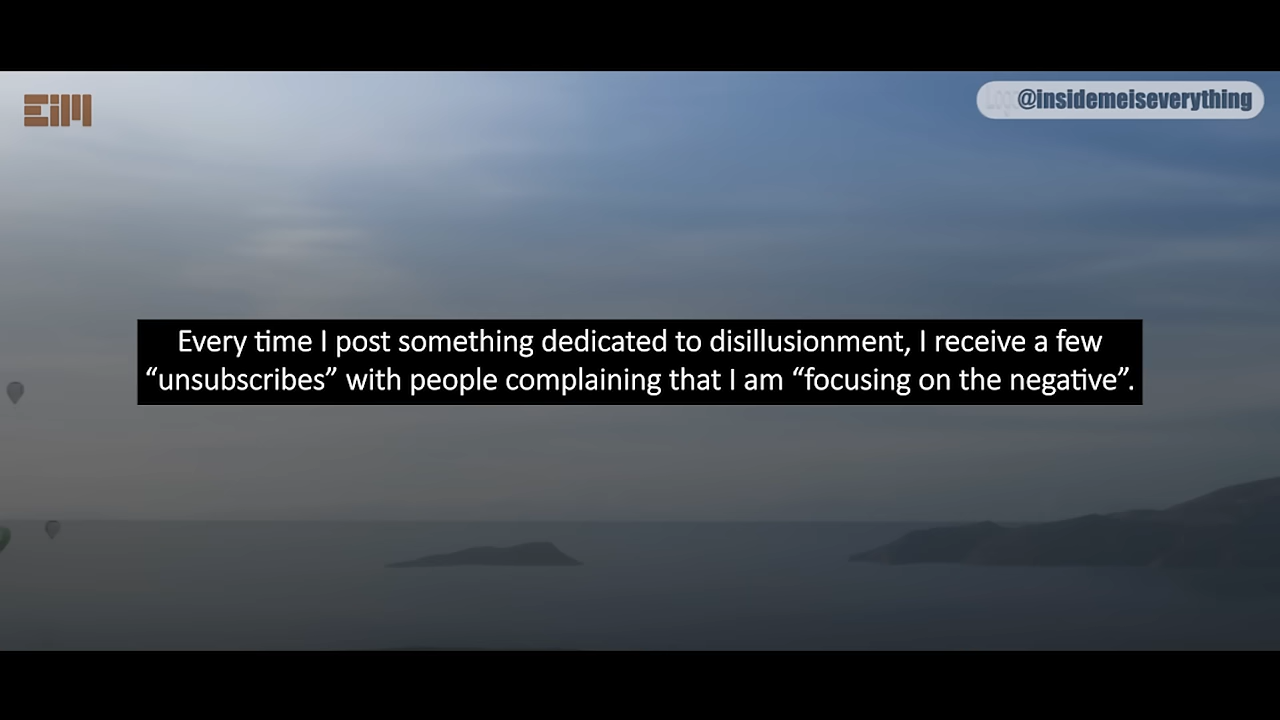 EiM
@insidemeiseverything
Every time I post something dedicated to disillusionment, I receive a few
“unsubscribes” with people complaining that I am “focusing on the negative”.